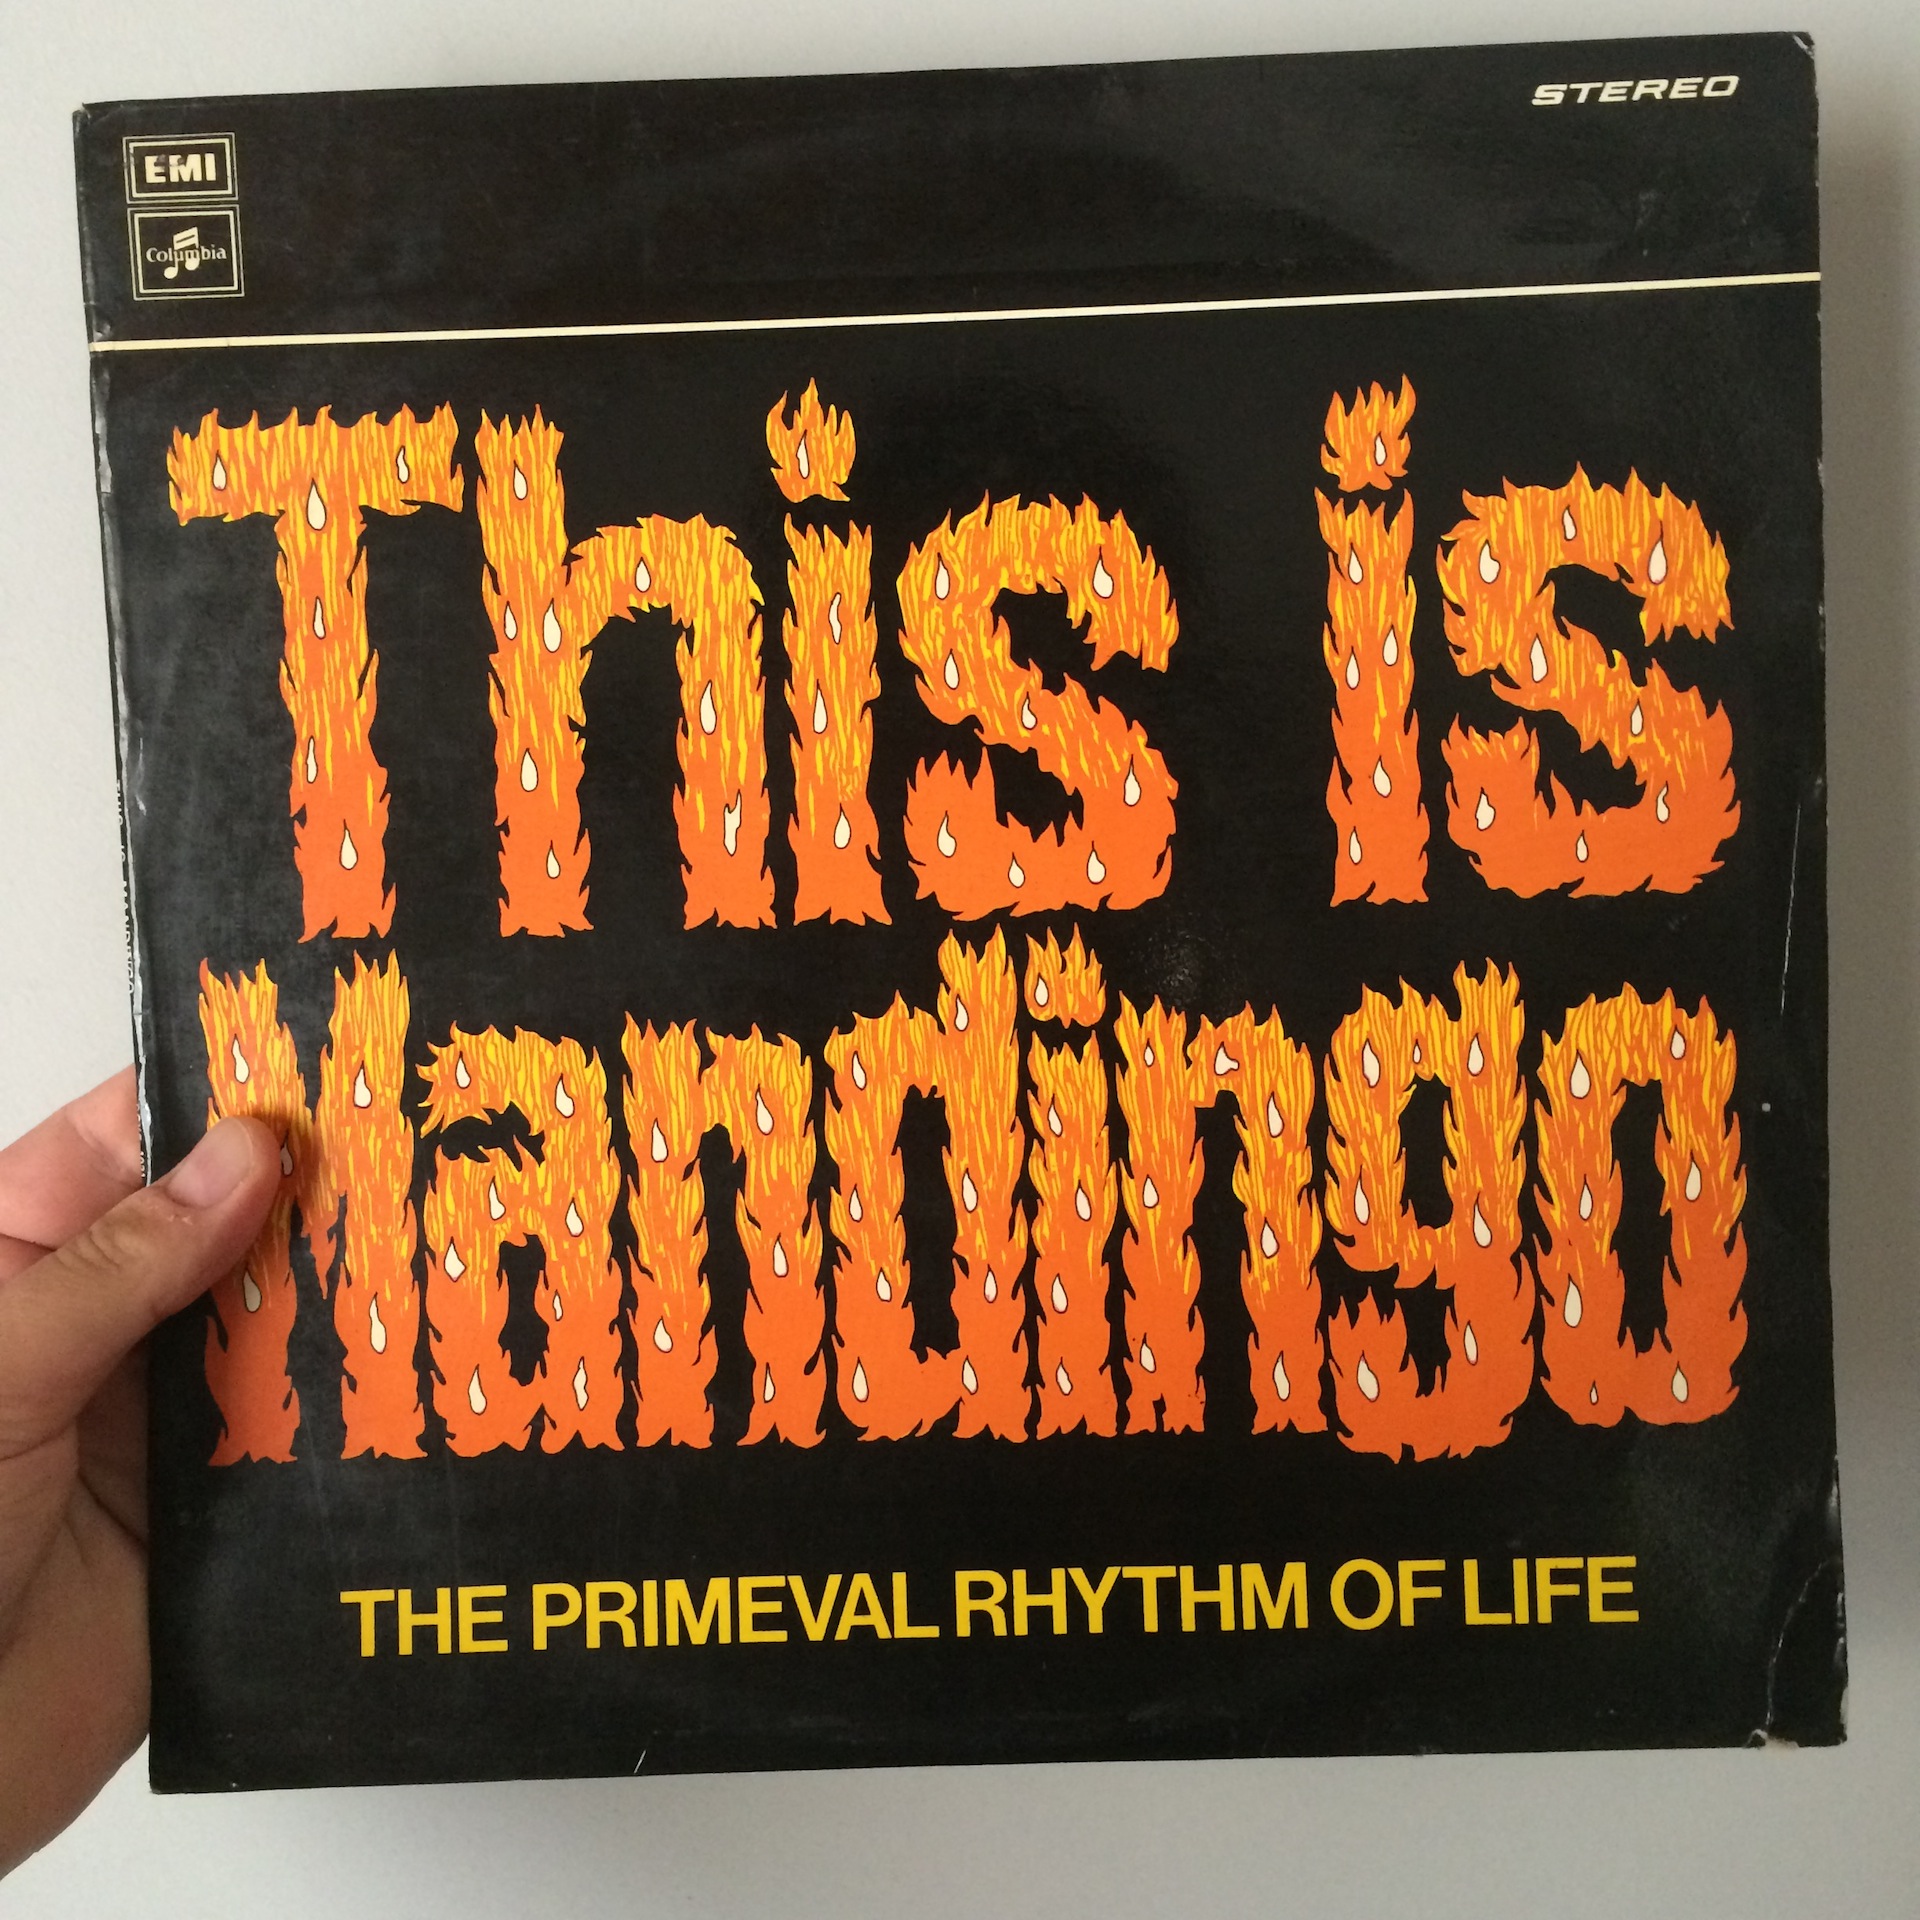 STEREO
EMI
Columbia
This is
Mandingo
THE PRIMEVAL RHYTHM OF LIFE